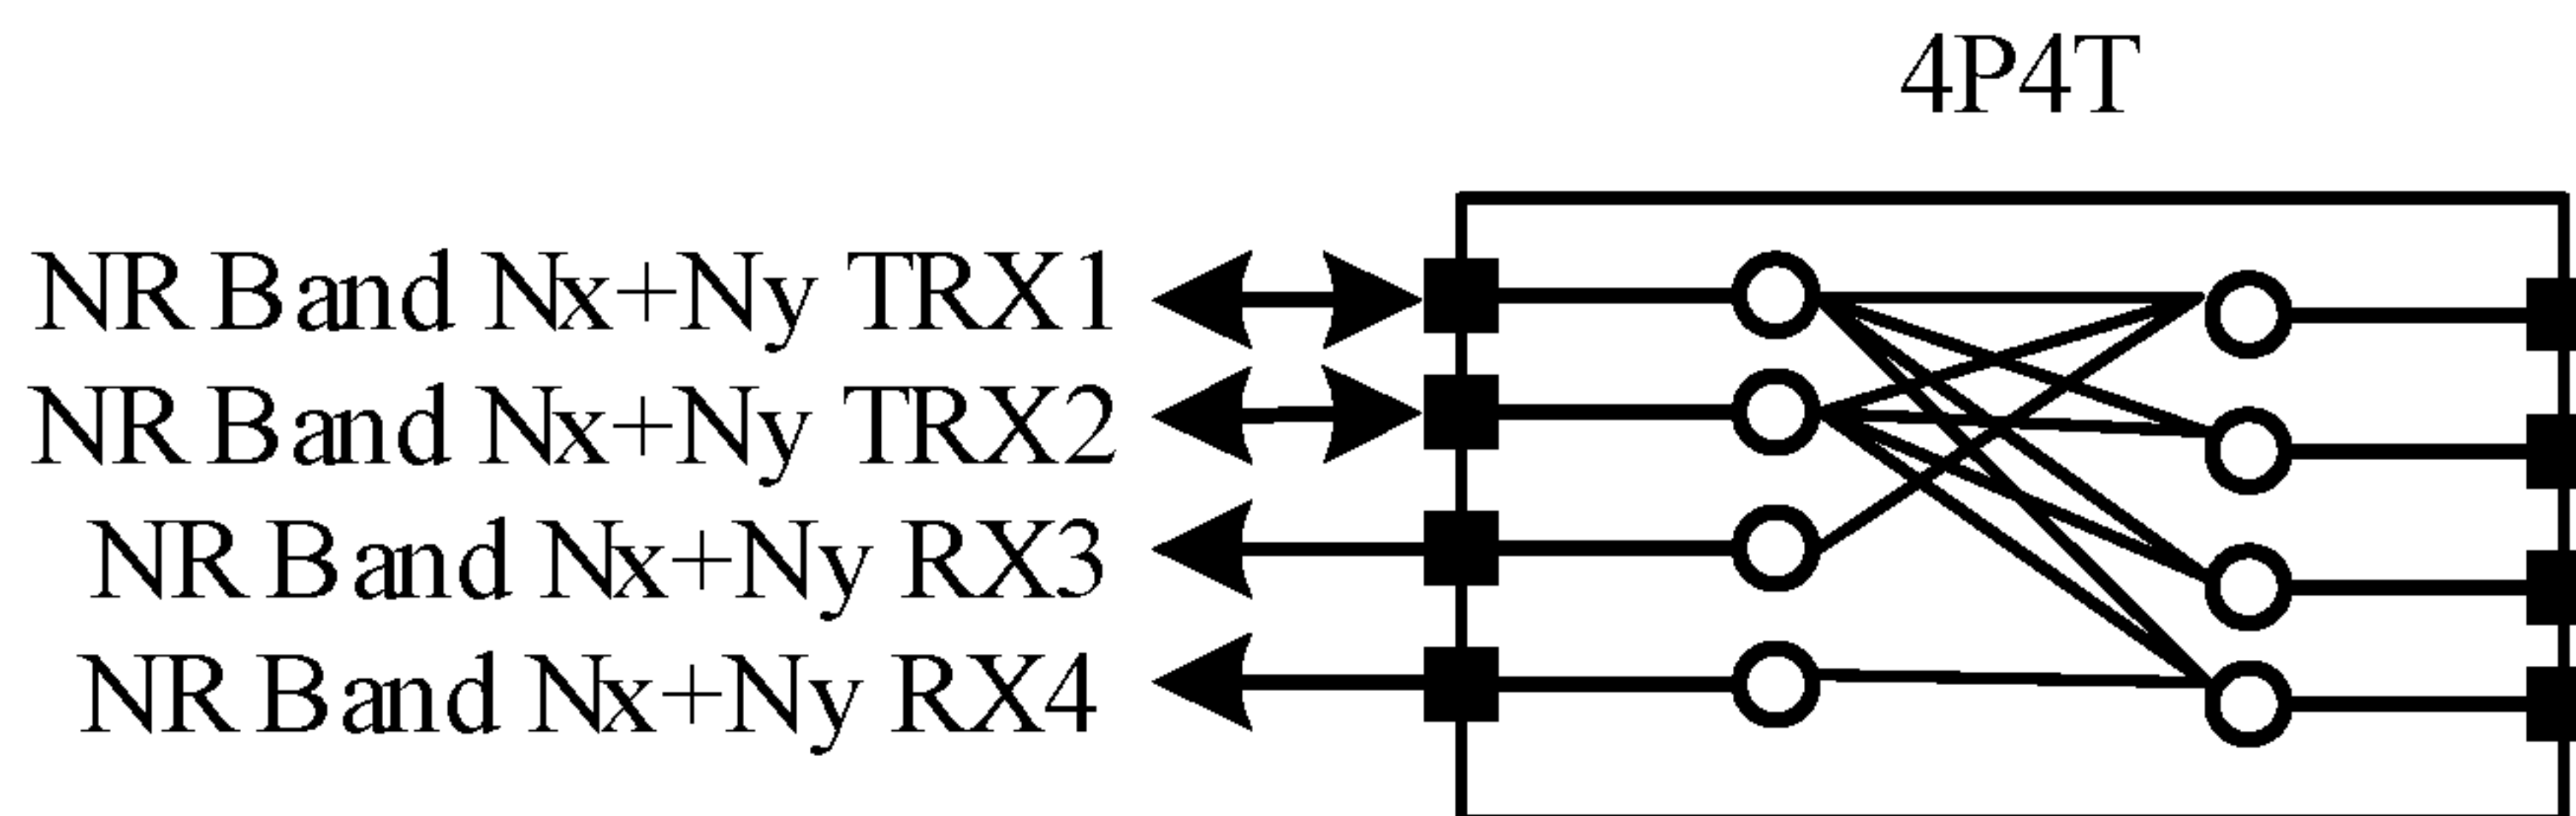 4P4T
NR Band Nx+Ny TRX1
NR Band Nx+Ny TRX2
NR Band Nx+Ny RX3
NR Band Nx+Ny RX4